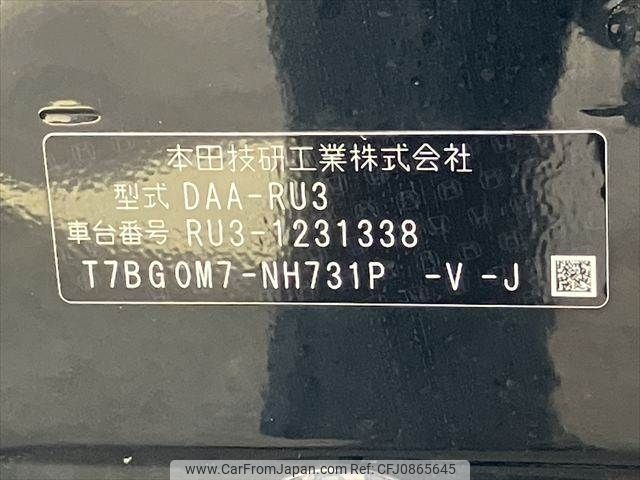 本田技研工業株式会社
型式 DAA-RU3
車台番号 RU3-1231338
T7BG0M7-NH731P -V -J
www.CarFromJapan.com - CFJ0865645